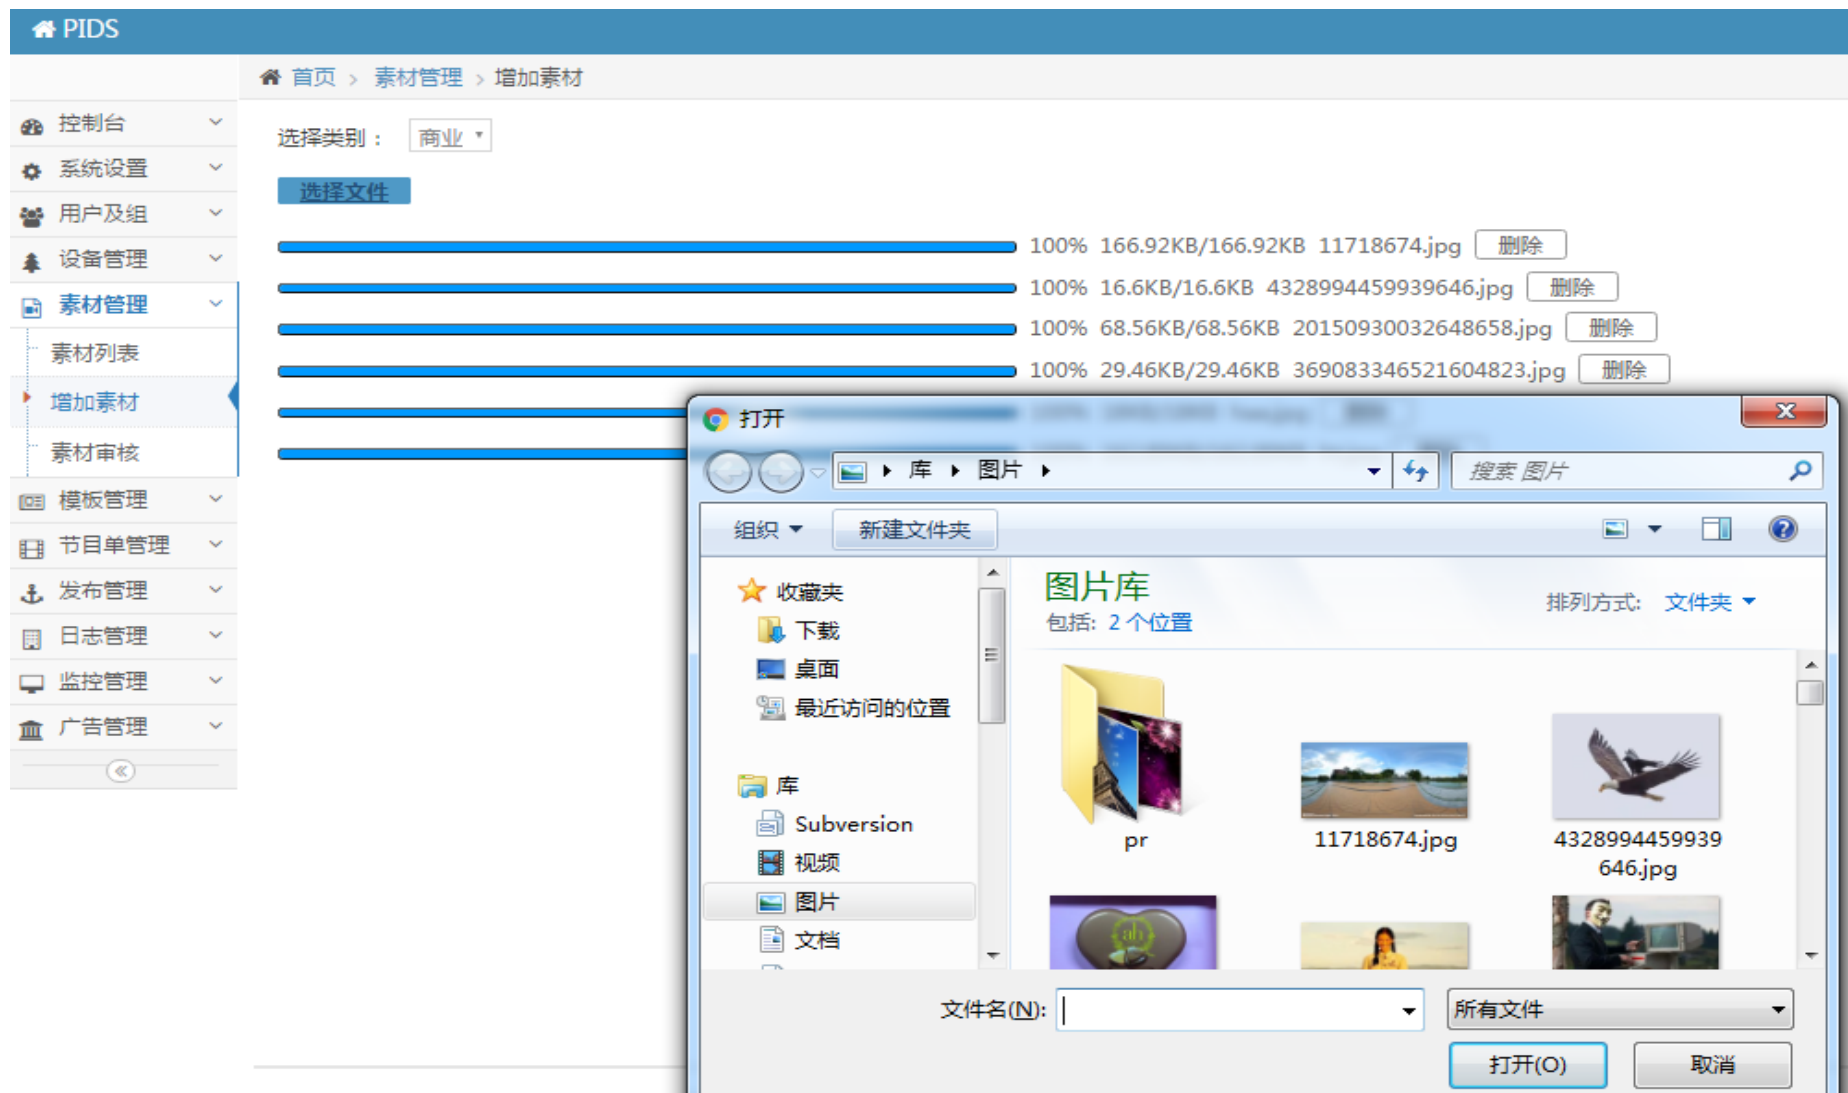 PIDS
首页 > 素材管理 > 增加素材
控制台
系统设置
用户及组
设备管理
素材管理
素材列表
增加素材
素材审核
模板管理
节目单管理
发布管理
日志管理
监控管理
广告管理
选择类别： 商业
选择文件
100% 166.92KB/166.92KB 11718674.jpg 删除
100% 16.6KB/16.6KB 4328994459939646.jpg 删除
100% 68.56KB/68.56KB 20150930032648658.jpg 删除
100% 29.46KB/29.46KB 369083346521604823.jpg 删除
打开
库 图片
搜索 图片
组织 新建文件夹
收藏夹
下载
桌面
最近访问的位置
库
Subversion
视频
图片
文档
图片库
包括: 2 个位置
排列方式: 文件夹
pr
11718674.jpg
4328994459939
646.jpg
文件名(N):
所有文件
打开(O)
取消